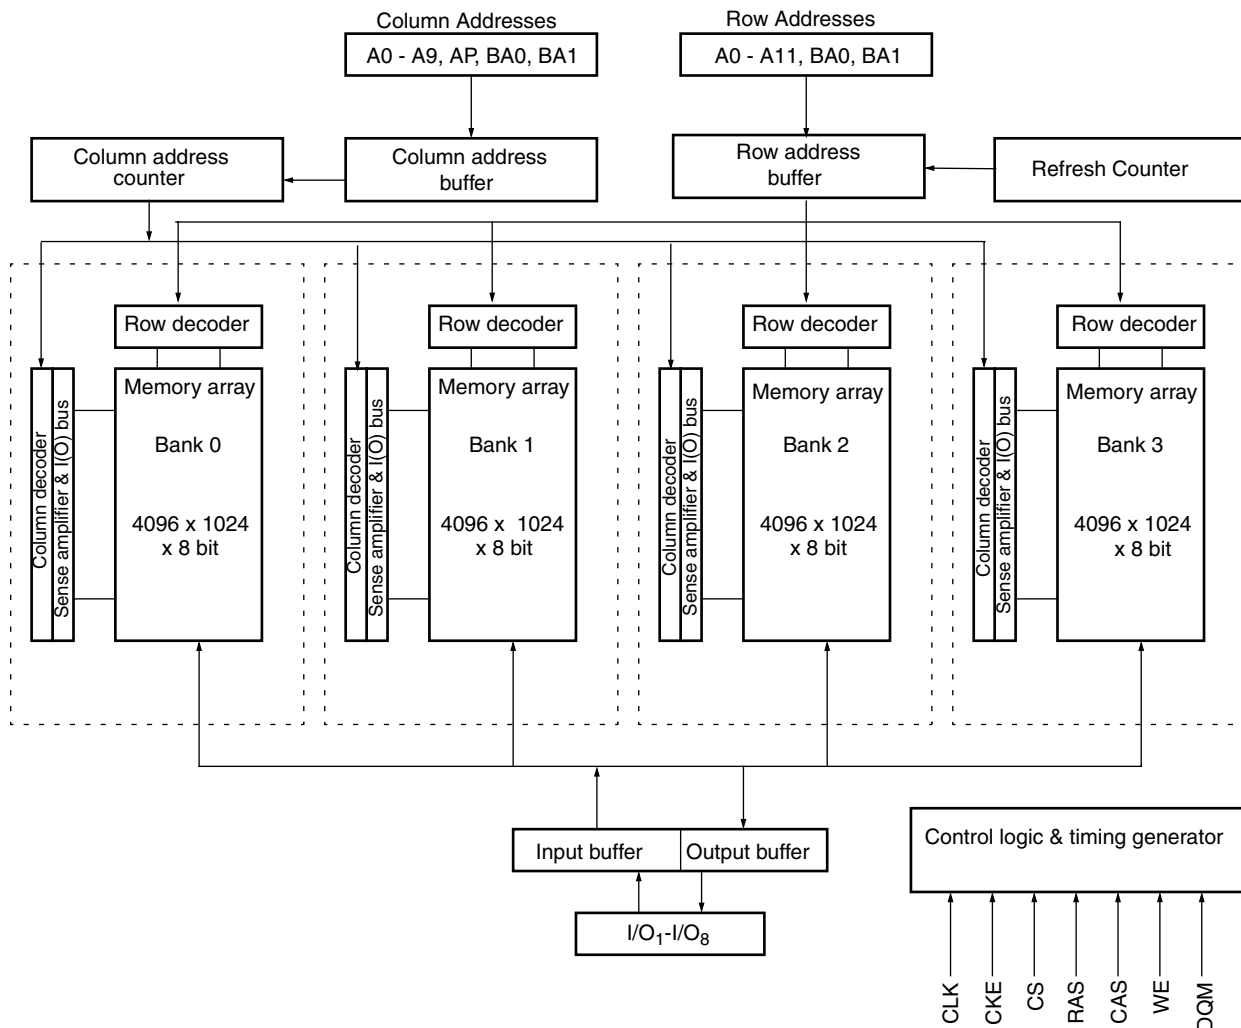 Column Addresses
Row Addresses
A0 - A9, AP, BA0, BA1
A0 - A11, BA0, BA1
Column address
counter
Column address
buffer
Row address
buffer
Refresh Counter
Row decoder
Row decoder
Row decoder
Row decoder
Column decoder
Sense amplifier & I(O) bus
Memory array
Bank 0
4096 x 1024
x 8 bit
Column decoder
Sense amplifier & I(O) bus
Memory array
Bank 1
4096 x 1024
x 8 bit
Column decoder
Sense amplifier & I(O) bus
Memory array
Bank 2
4096 x 1024
x 8 bit
Column decoder
Sense amplifier & I(O) bus
Memory array
Bank 3
4096 x 1024
x 8 bit
Input buffer
Output buffer
I/O1-I/O8
Control logic & timing generator
CLK
CKE
CS
RAS
CAS
WE
DQM